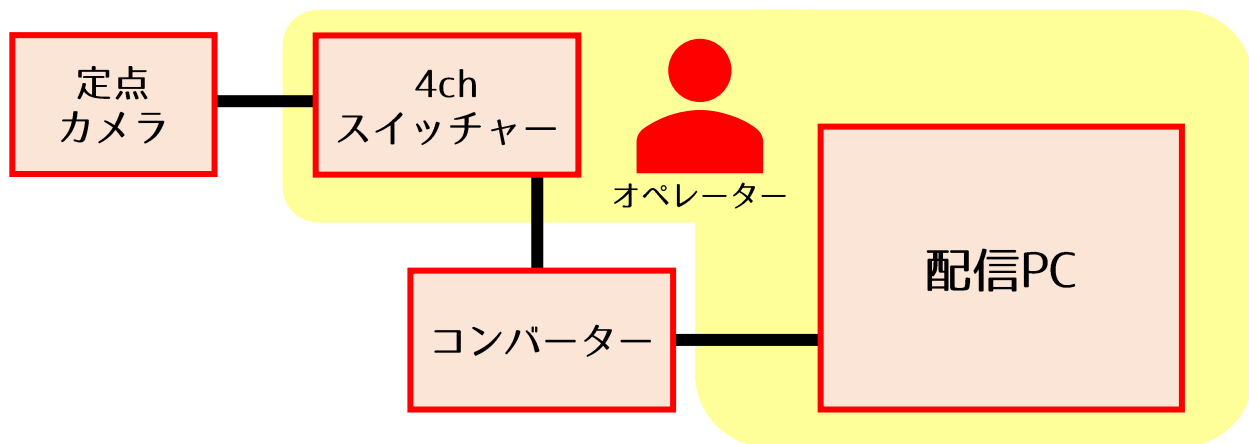 定点
カメラ
4ch
スイッチャー
オペレーター
配信PC
コンバーター